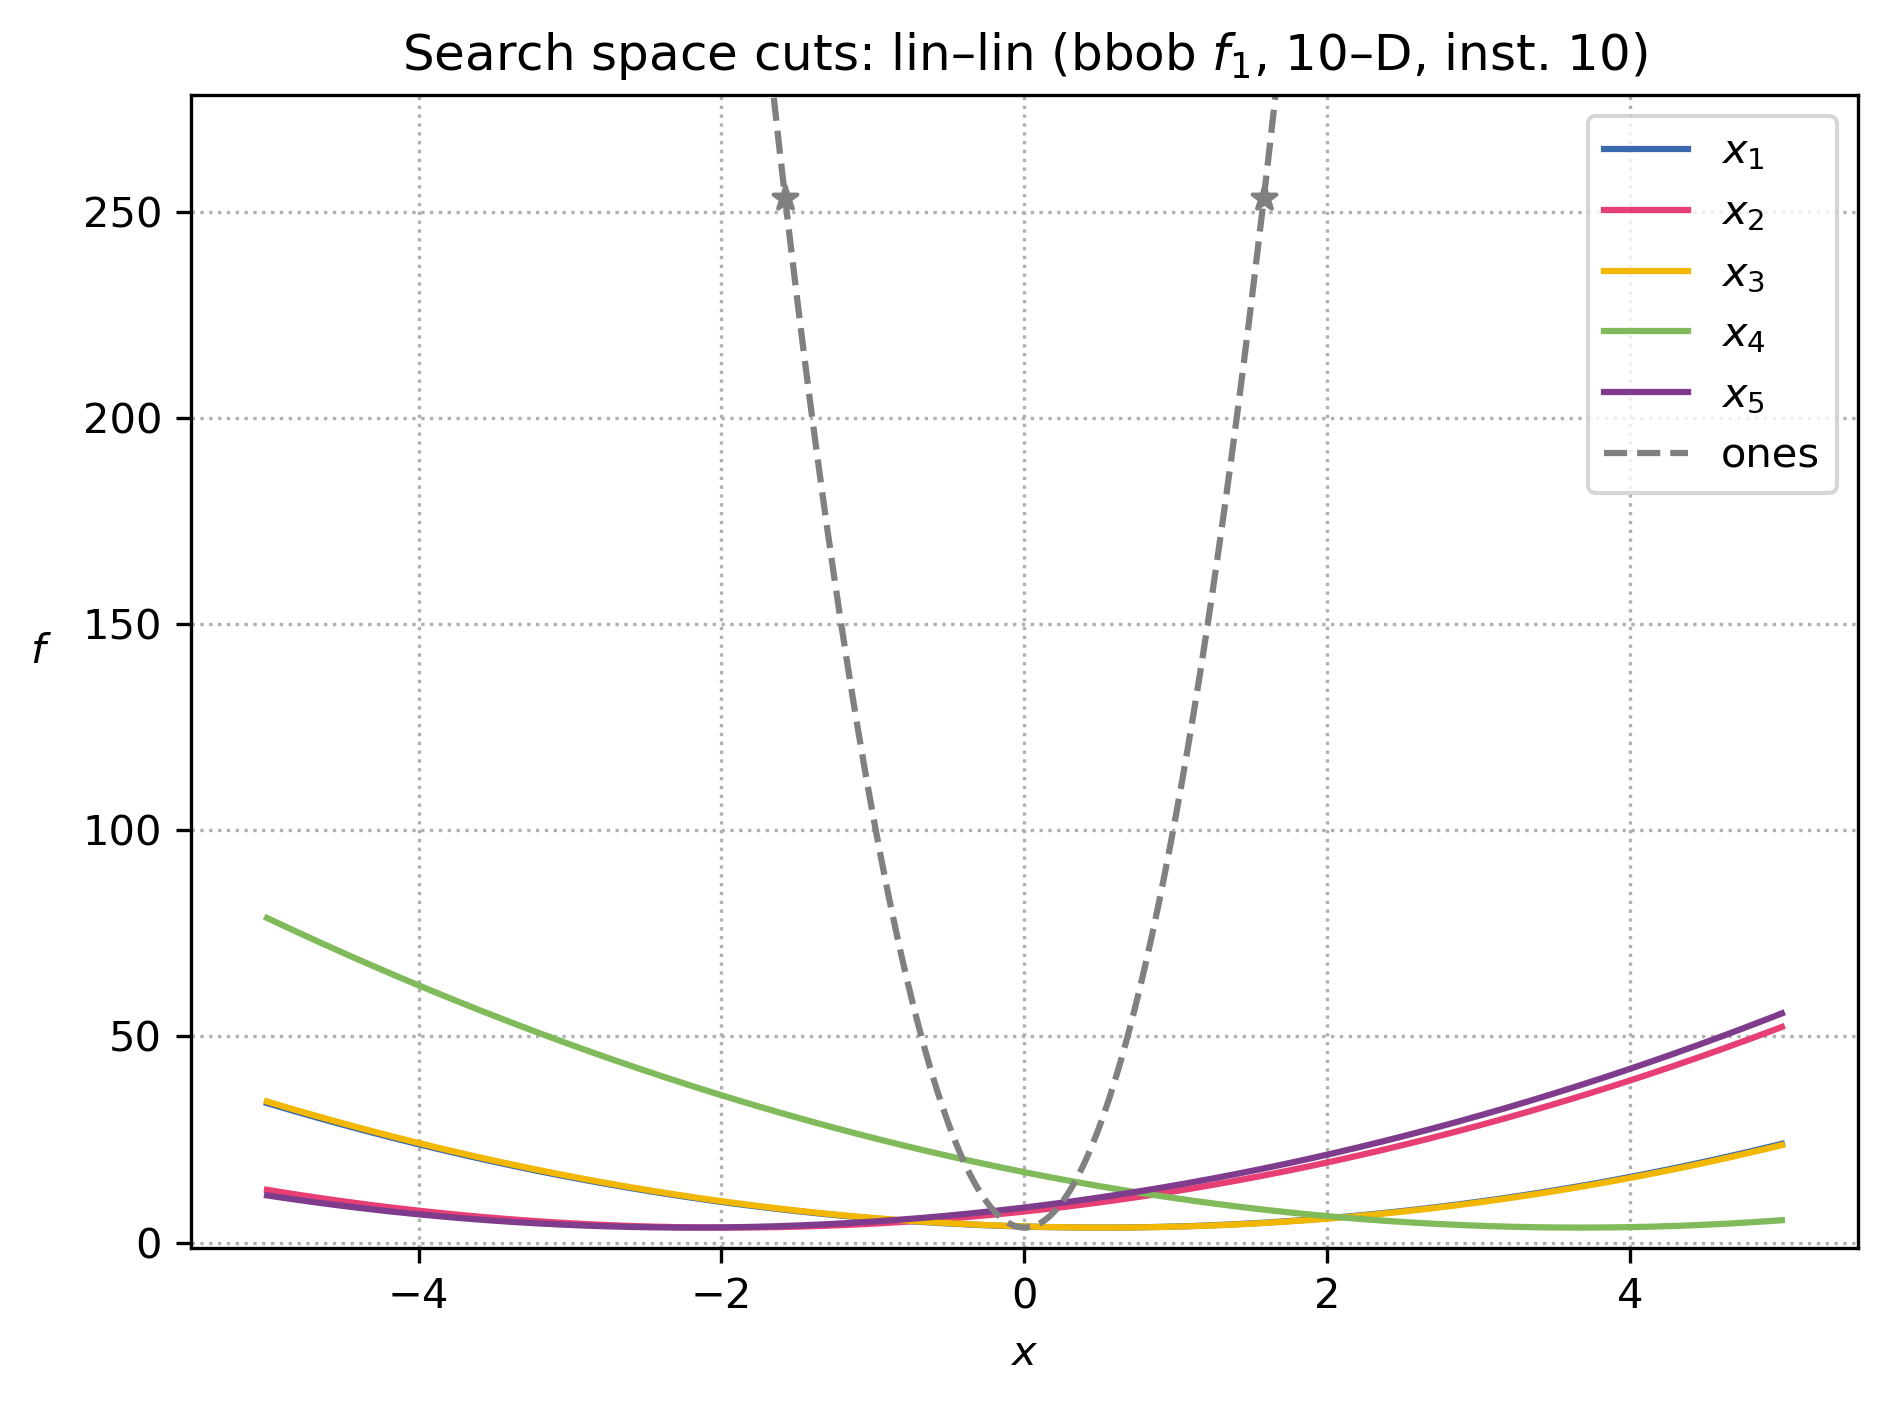 Search space cuts: lin–lin (bbob f₁, 10–D, inst. 10)
x₁
x₂
x₃
x₄
x₅
ones
250
200
150
100
50
0
f
−4 −2 0 2 4
x